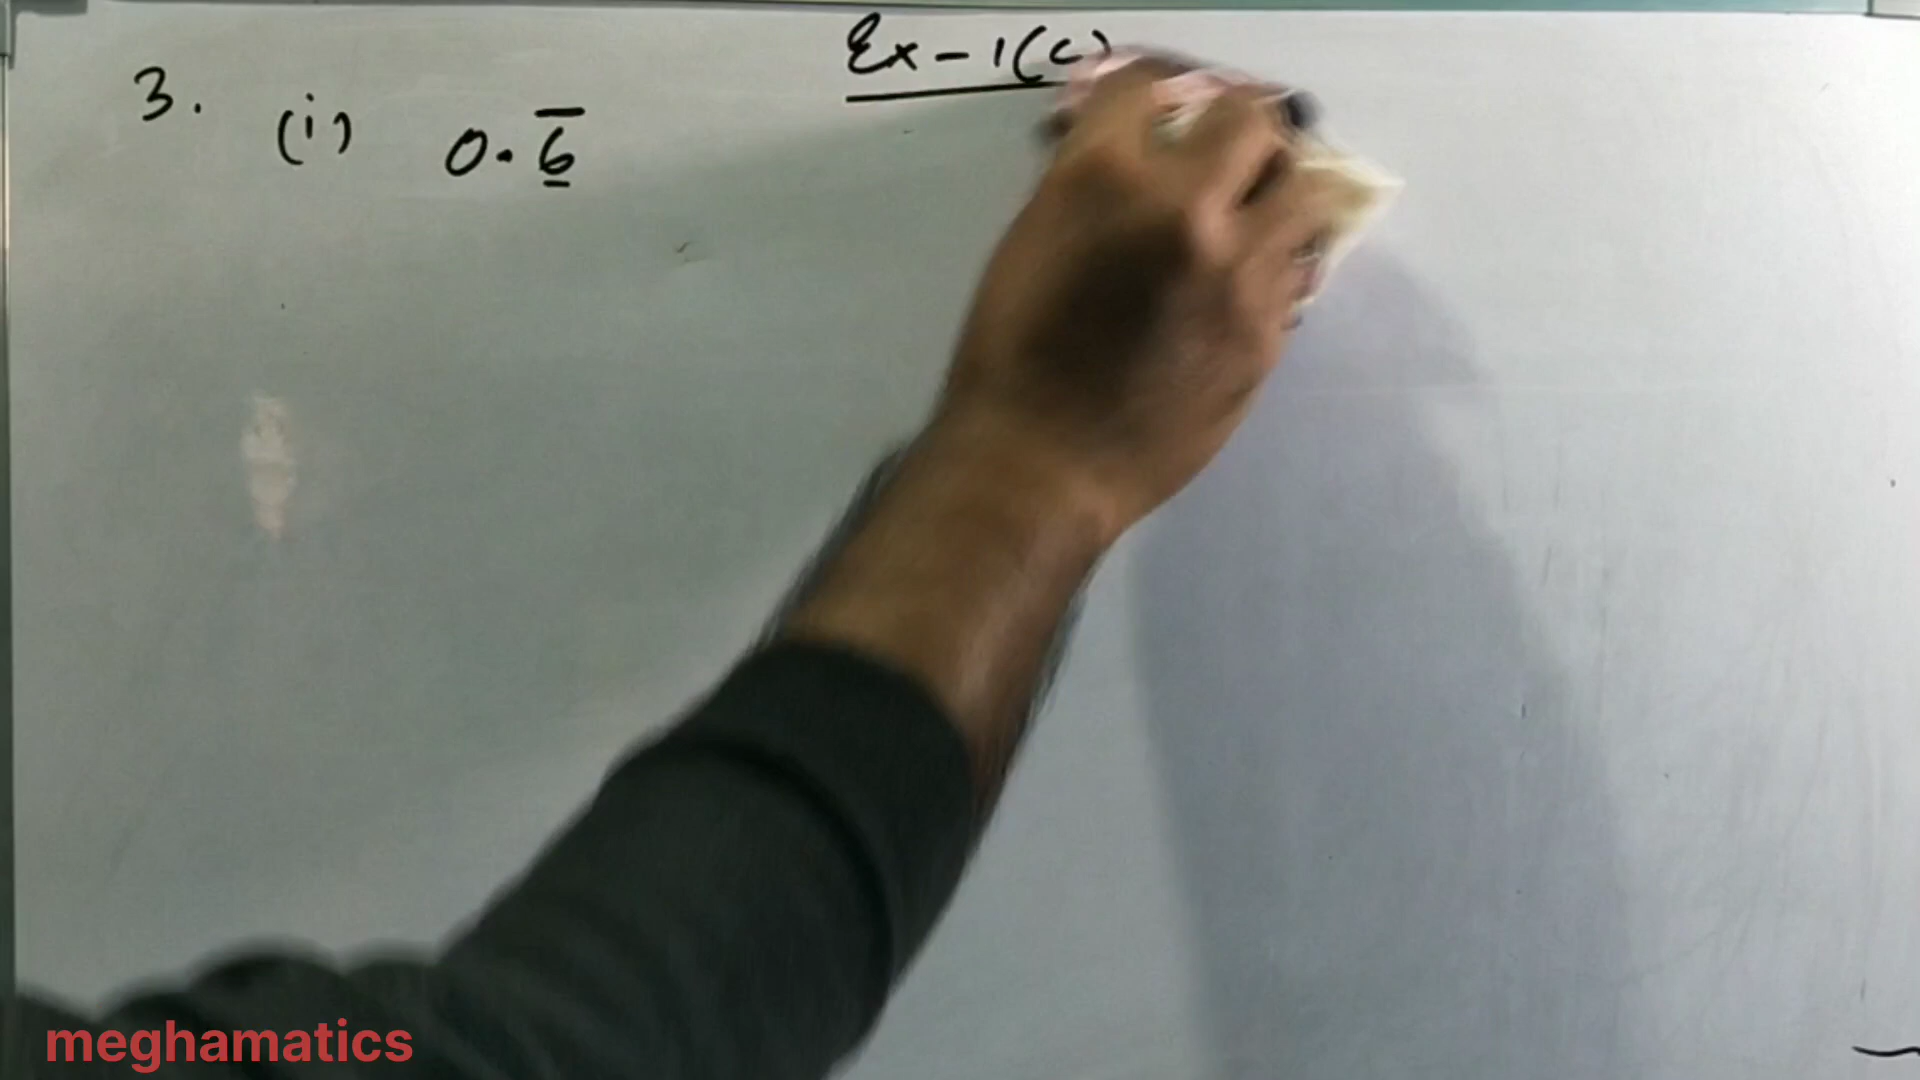 Ex-1(C)
3. (i) 0.6̅
meghamatics